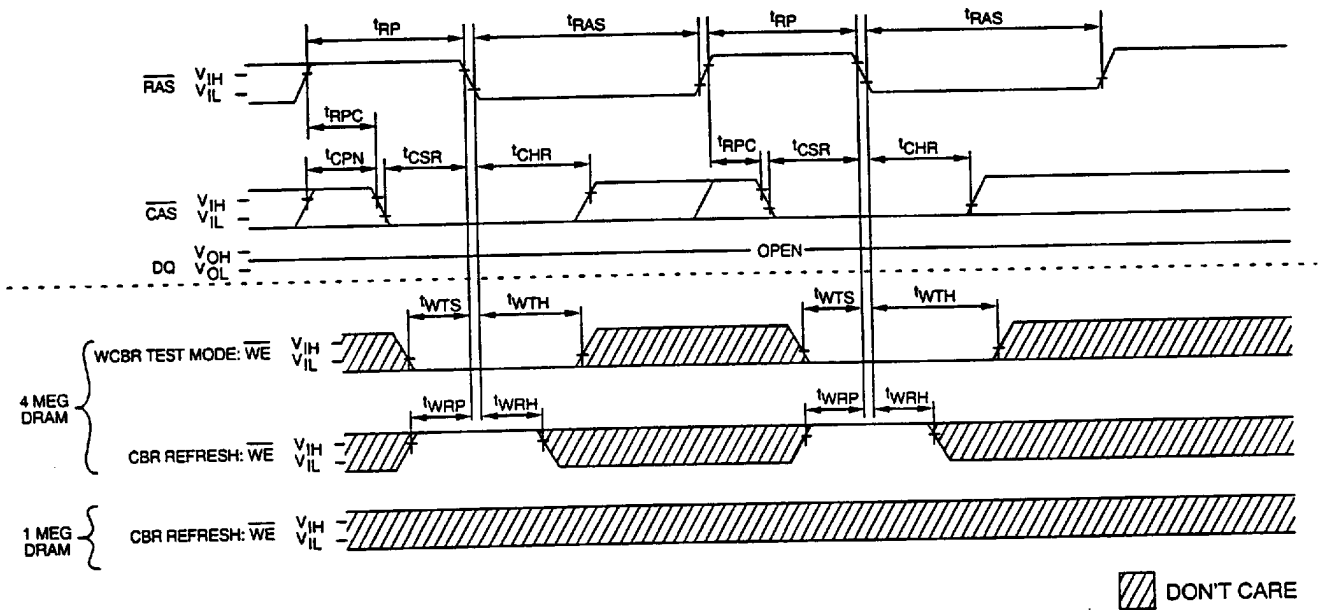 tRP tRAS tRP tRAS
RAS VIH
VIL
tRPC
tCPN tCSR tCHR tRPC tCSR tCHR
CAS VIH
VIL
DQ VOH
VOL
OPEN
tWTS tWTH tWTS tWTH
WCBR TEST MODE: WE VIH
VIL
4 MEG
DRAM
tWRP tWRH tWRP tWRH
CBR REFRESH: WE VIH
VIL
1 MEG
DRAM
CBR REFRESH: WE VIH
VIL
DON'T CARE